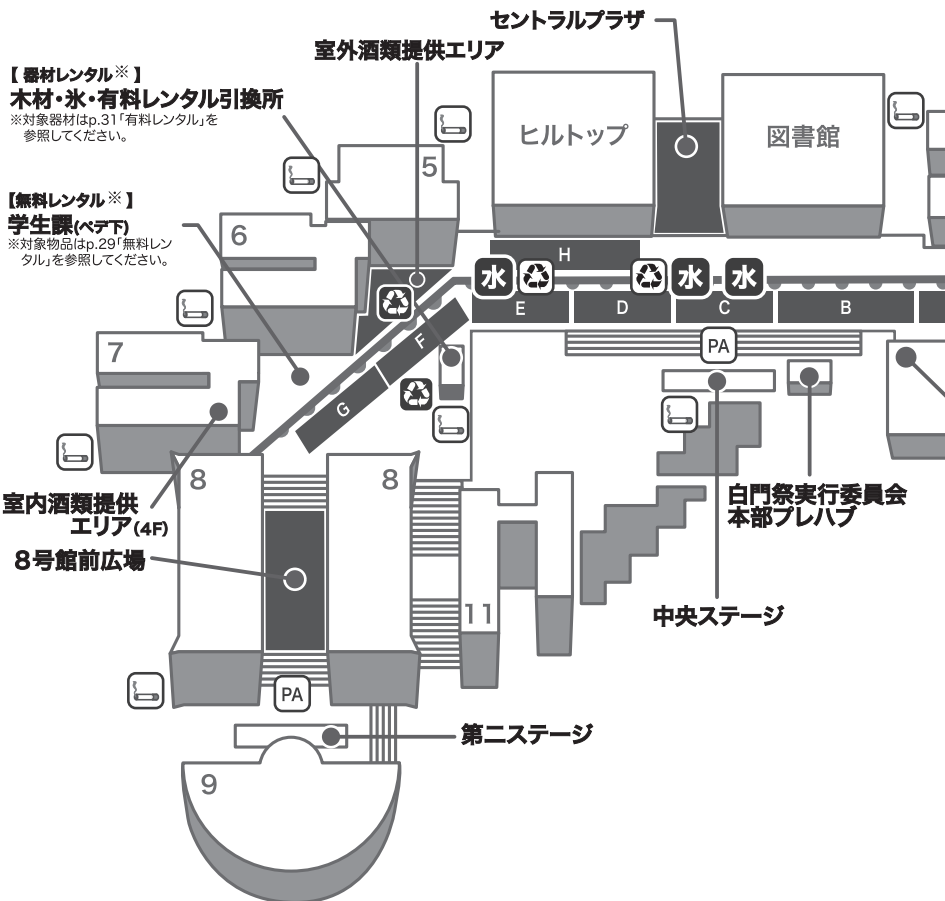 セントラルプラザ
室外酒類提供エリア
【 器材レンタル※ 】
木材・氷・有料レンタル引換所
※対象器材はp.31「有料レンタル」を
参照してください。
ヒルトップ
図書館
5
【無料レンタル※ 】
学生課(ペデ下)
※対象物品はp.29「無料レン
タル」を参照してください。
6
H
水
水
水
E
D
C
B
F
G
PA
7
8
8
室内酒類提供
エリア(4F)
8号館前広場
白門祭実行委員会
本部プレハブ
11
中央ステージ
PA
第二ステージ
9